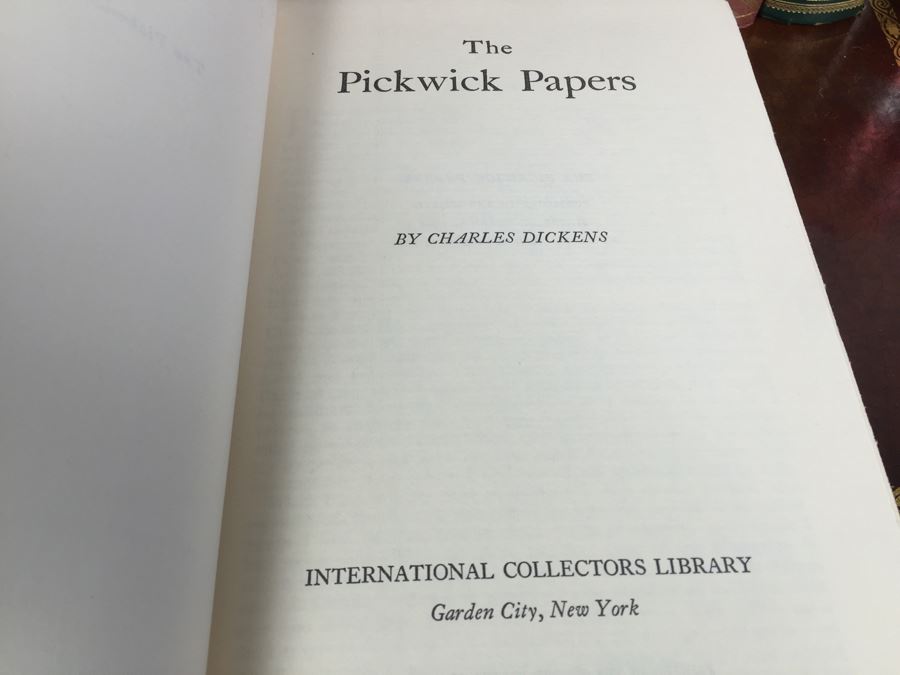 The
Pickwick Papers
BY CHARLES DICKENS
INTERNATIONAL COLLECTORS LIBRARY
Garden City, New York